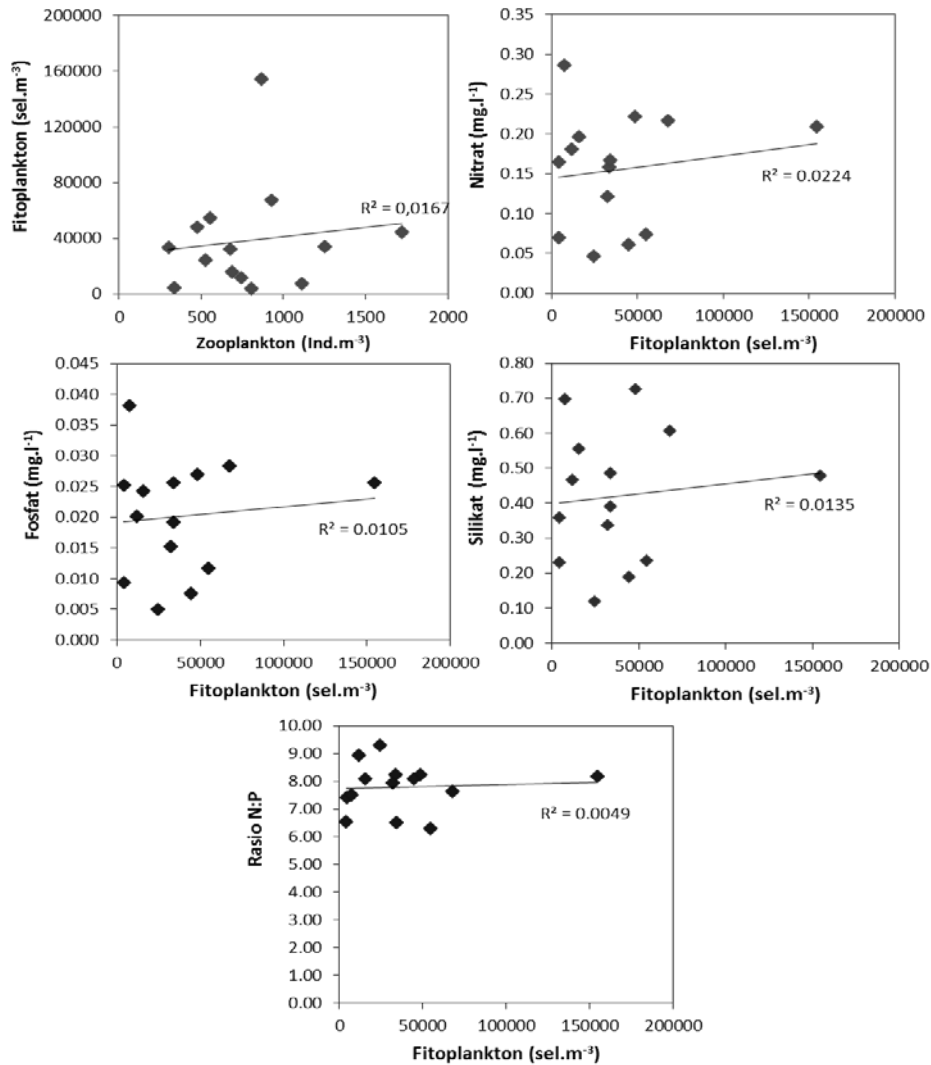 200000
160000
120000
80000
40000
0
Fitoplankton (sel.m⁻³)
R² = 0,0167
0 500 1000 1500 2000
Zooplankton (Ind.m⁻³)
0.35
0.30
0.25
0.20
0.15
0.10
0.05
0.00
Nitrat (mg.l⁻¹)
R² = 0.0224
0 50000 100000 150000 200000
Fitoplankton (sel.m⁻³)
0.045
0.040
0.035
0.030
0.025
0.020
0.015
0.010
0.005
0.000
Fosfat (mg.l⁻¹)
R² = 0.0105
0 50000 100000 150000 200000
Fitoplankton (sel.m⁻³)
0.80
0.70
0.60
0.50
0.40
0.30
0.20
0.10
0.00
Silikat (mg.l⁻¹)
R² = 0.0135
0 50000 100000 150000 200000
Fitoplankton (sel.m⁻³)
10.00
9.00
8.00
7.00
6.00
5.00
4.00
3.00
2.00
1.00
0.00
Rasio N:P
R² = 0.0049
0 50000 100000 150000 200000
Fitoplankton (sel.m⁻³)